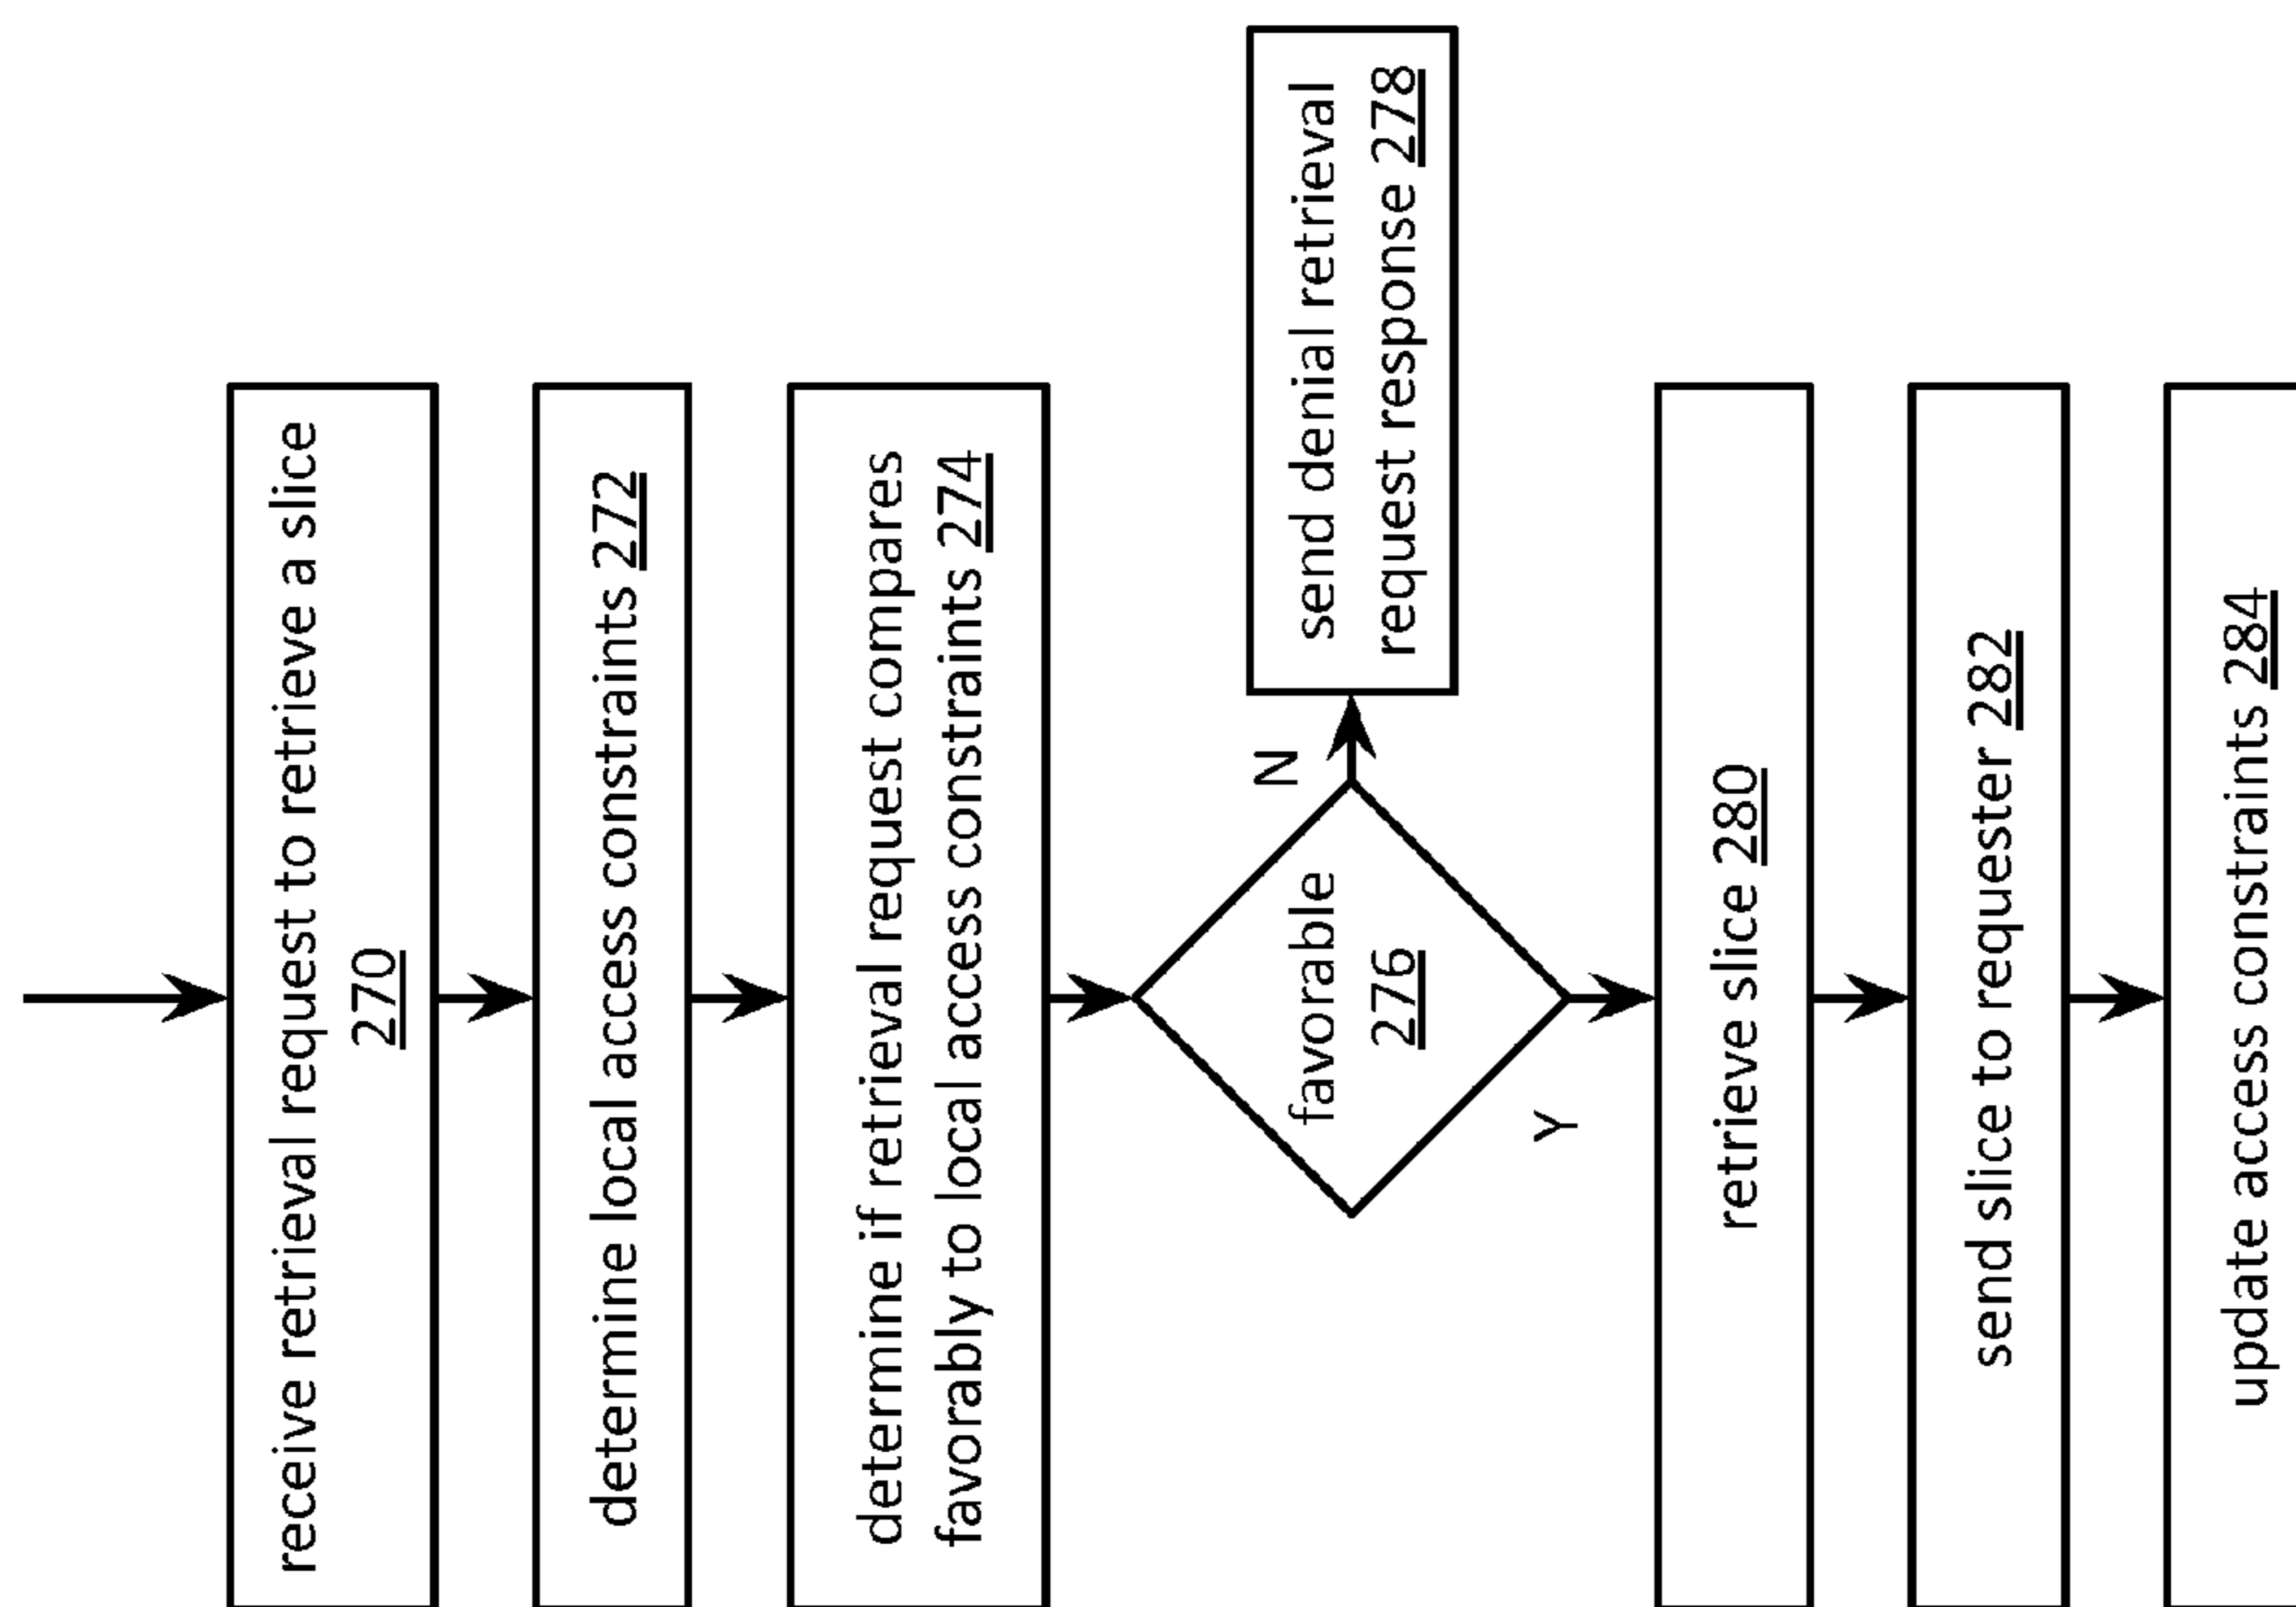 receive retrieval request to retrieve a slice
270
determine local access constraints 272
determine if retrieval request compares
favorably to local access constraints 274
favorable
276
N
send denial retrieval
request response 278
Y
retrieve slice 280
send slice to requester 282
update access constraints 284